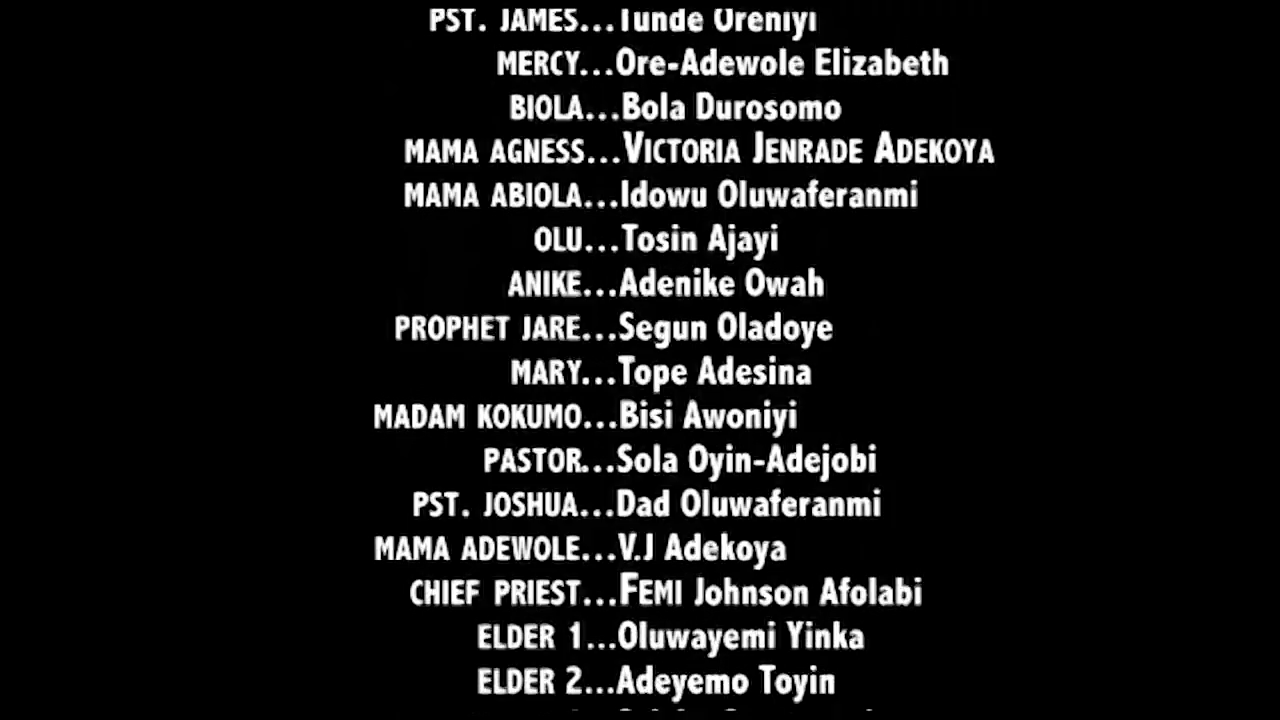 PST. JAMES...Tunde Oreniyi
MERCY...Ore-Adewole Elizabeth
BIOLA...Bola Durosomo
MAMA AGNESS...VICTORIA JENRADE ADEKOYA
MAMA ABIOLA...Idowu Oluwaferanmi
OLU...Tosin Ajayi
ANIKE...Adenike Owah
PROPHET JARE...Segun Oladoye
MARY...Tope Adesina
MADAM KOKUMO...Bisi Awoniyi
PASTOR...Sola Oyin-Adejobi
PST. JOSHUA...Dad Oluwaferanmi
MAMA ADEWOLE...V.J Adekoya
CHIEF PRIEST...FEMI Johnson Afolabi
ELDER 1...Oluwayemi Yinka
ELDER 2...Adeyemo Toyin